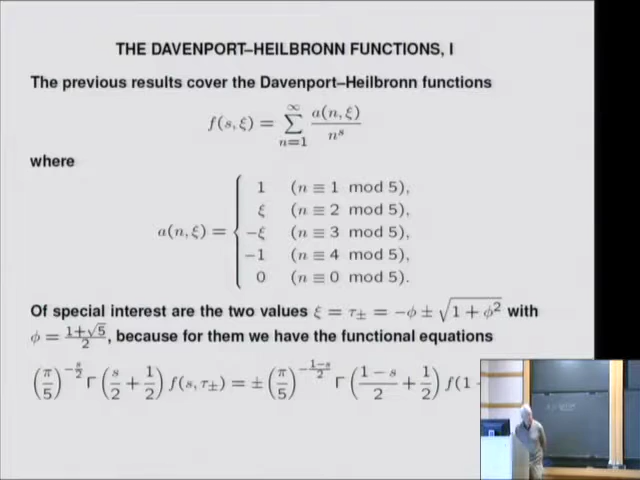 THE DAVENPORT–HEILBRONN FUNCTIONS, I
The previous results cover the Davenport–Heilbronn functions
f(s, ξ) = ∑_{n=1}^{∞} a(n, ξ)/n^s
where
a(n, ξ) = {
1 (n ≡ 1 mod 5),
ξ (n ≡ 2 mod 5),
−ξ (n ≡ 3 mod 5),
−1 (n ≡ 4 mod 5),
0 (n ≡ 0 mod 5).
Of special interest are the two values ξ = τ± = −φ ± √(1 + φ²) with
φ = (1+√5)/2, because for them we have the functional equations
(π/5)^{−s/2} Γ(s/2 + 1/2) f(s, τ±) = ± (π/5)^{−(1−s)/2} Γ((1−s)/2 + 1/2) f(1 −